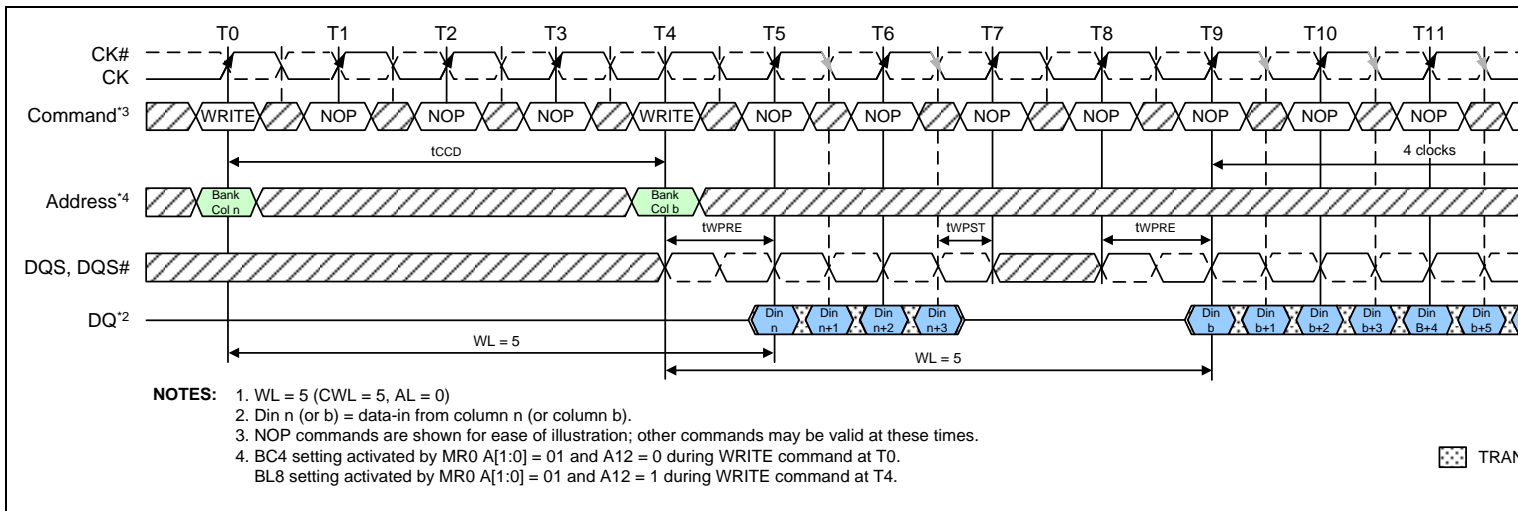 T0 T1 T2 T3 T4 T5 T6 T7 T8 T9 T10 T11
CK#
CK
Command*3 WRITE NOP NOP NOP WRITE NOP NOP NOP NOP NOP NOP NOP
tCCD
4 clocks
Address*4 Bank Col n Bank Col b
tWPRE tWPST tWPRE
DQS, DQS#
DQ*2 Din n Din n+1 Din n+2 Din n+3 Din b Din b+1 Din b+2 Din b+3 Din B+4 Din b+5
WL = 5
WL = 5
NOTES: 1. WL = 5 (CWL = 5, AL = 0)
2. Din n (or b) = data-in from column n (or column b).
3. NOP commands are shown for ease of illustration; other commands may be valid at these times.
4. BC4 setting activated by MR0 A[1:0] = 01 and A12 = 0 during WRITE command at T0.
BL8 setting activated by MR0 A[1:0] = 01 and A12 = 1 during WRITE command at T4.
TRAN